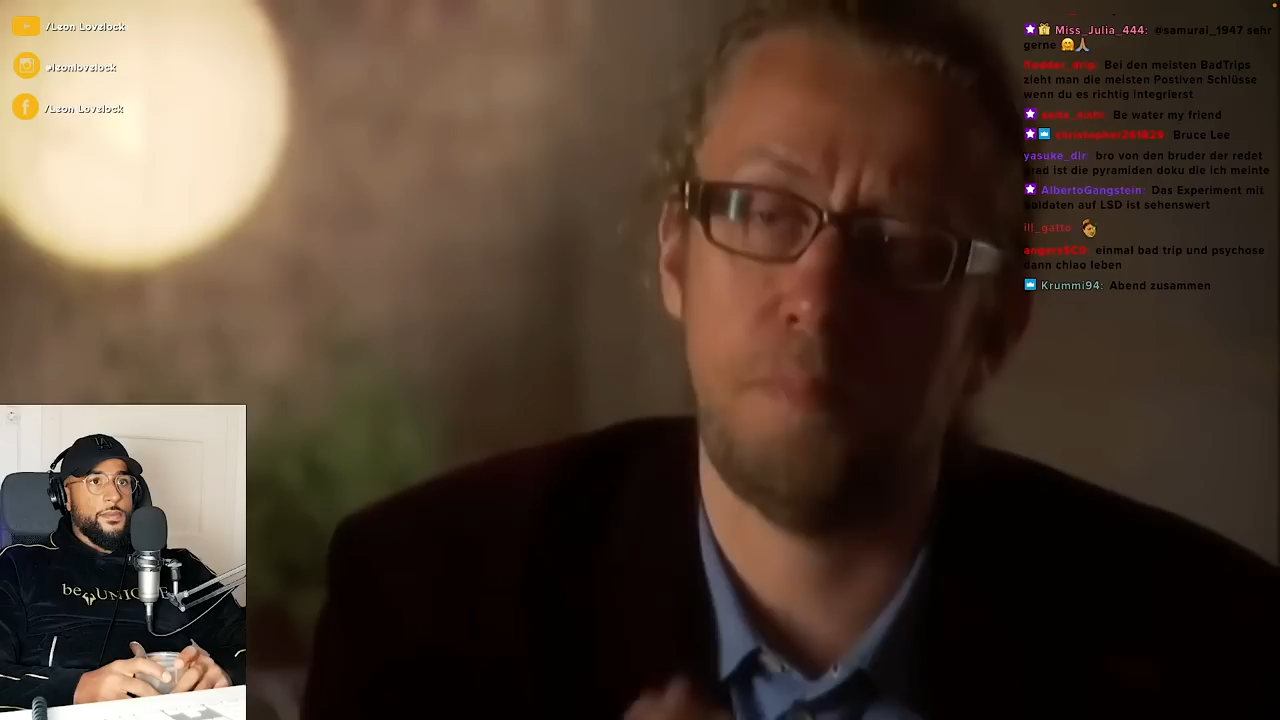 /Leon Lovelock
@leonlovelock
/Leon Lovelock
Miss_Julia_444: @samurai_1947 sehr
gerne
Bei den meisten BadTrips
zieht man die meisten Postiven Schlüsse
wenn du es richtig integrierst
Be water my friend
christopher261829: Bruce Lee
yasuke_dlr: bro von den bruder der redet
grad ist die pyramiden doku die ich meinte
AlbertoGangstein: Das Experiment mit
soldaten auf LSD ist sehenswert
ill_gatto
einmal bad trip und psychose
dann chiao leben
Krummi94: Abend zusammen
be UNIQUE